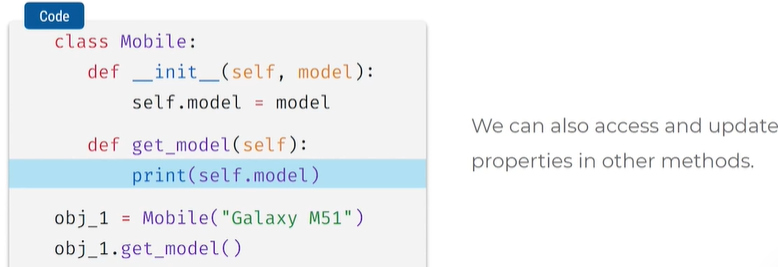 Code
class Mobile:
    def __init__(self, model):
        self.model = model
    def get_model(self):
        print(self.model)
obj_1 = Mobile("Galaxy M51")
obj_1.get_model()
We can also access and update
properties in other methods.